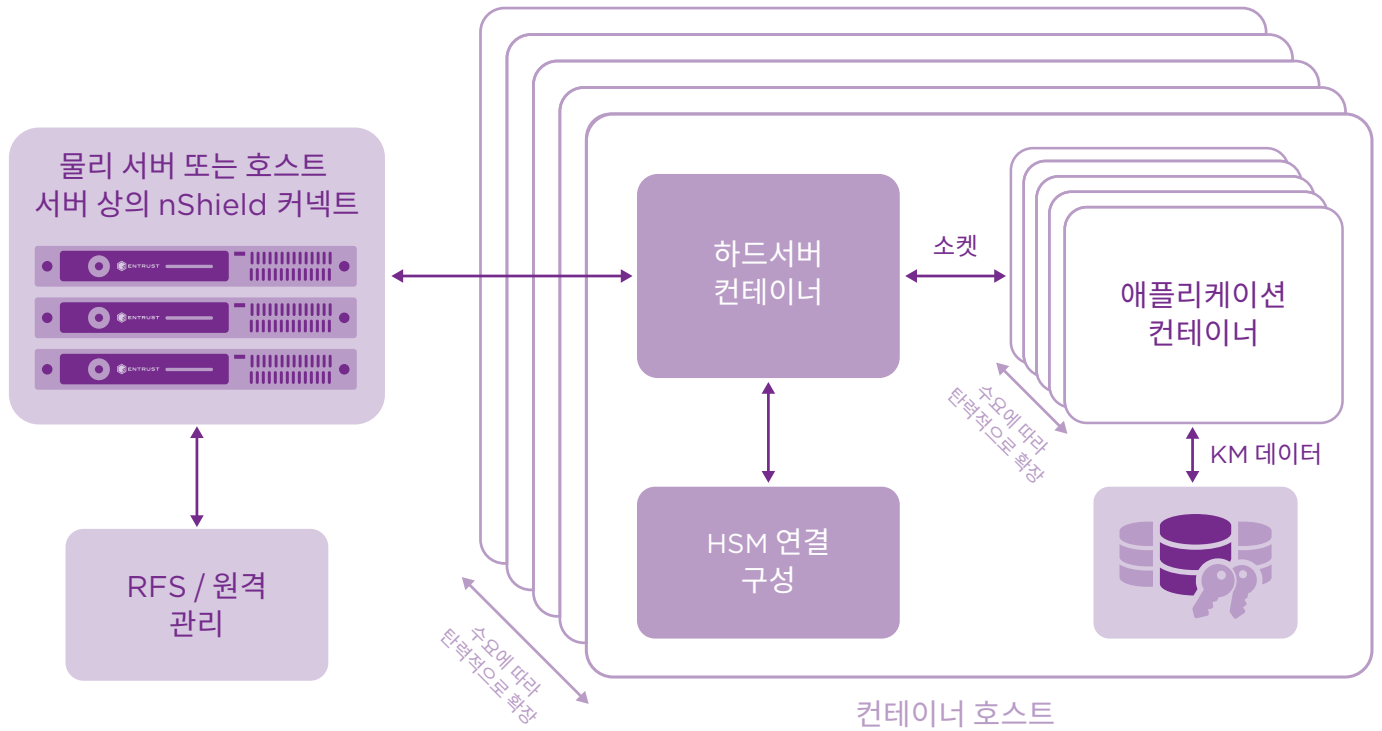 물리 서버 또는 호스트
서버 상의 nShield 커넥트
ENTRUST
ENTRUST
ENTRUST
RFS / 원격
관리
하드서버
컨테이너
소켓
애플리케이션
컨테이너
수요에 따라
탄력적으로 확장
KM 데이터
HSM 연결
구성
수요에 따라
탄력적으로 확장
컨테이너 호스트